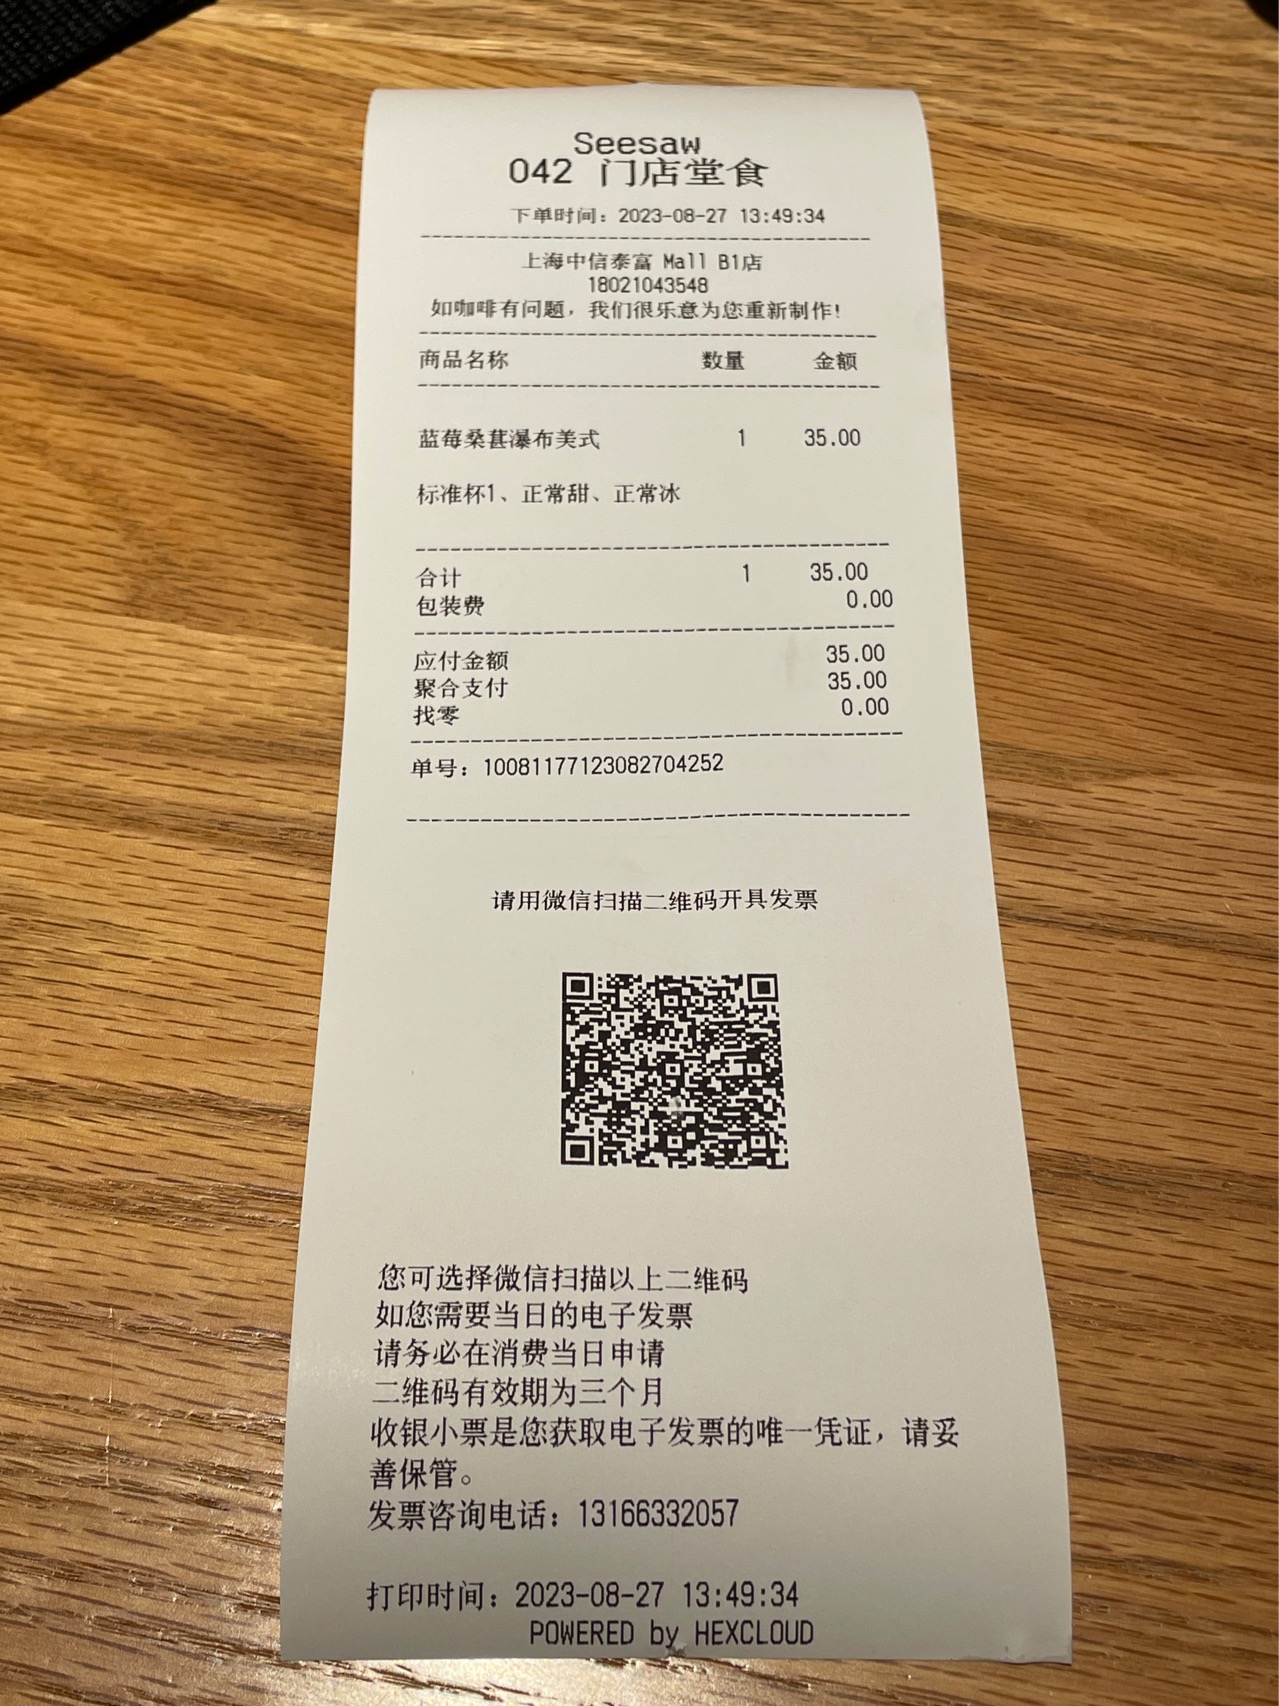 Seesaw
042 门店堂食
下单时间：2023-08-27 13:49:34
上海中信泰富 Mall B1店
18021043548
如咖啡有问题，我们很乐意为您重新制作!
商品名称 数量 金额
蓝莓桑葚瀑布美式 1 35.00
标准杯1、正常甜、正常冰
合计 1 35.00
包装费 0.00
应付金额 35.00
聚合支付 35.00
找零 0.00
单号：10081177123082704252
请用微信扫描二维码开具发票
您可选择微信扫描以上二维码
如您需要当日的电子发票
请务必在消费当日申请
二维码有效期为三个月
收银小票是您获取电子发票的唯一凭证，请妥
善保管。
发票咨询电话：13166332057
打印时间：2023-08-27 13:49:34
POWERED by HEXCLOUD